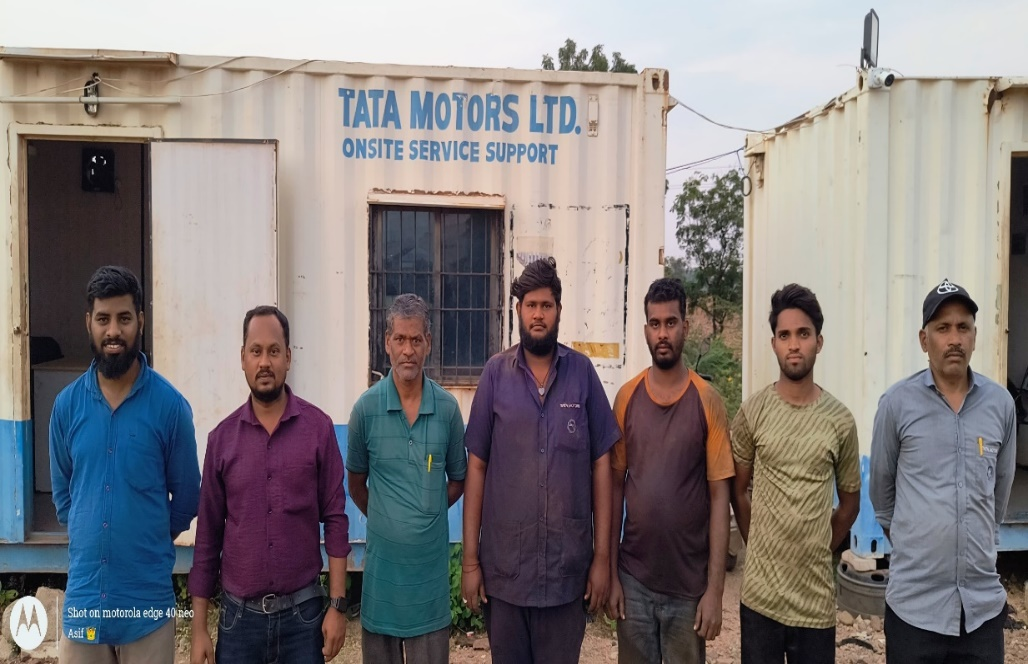 TATA MOTORS LTD.
ONSITE SERVICE SUPPORT
Shot on motorola edge 40 neo
Asif